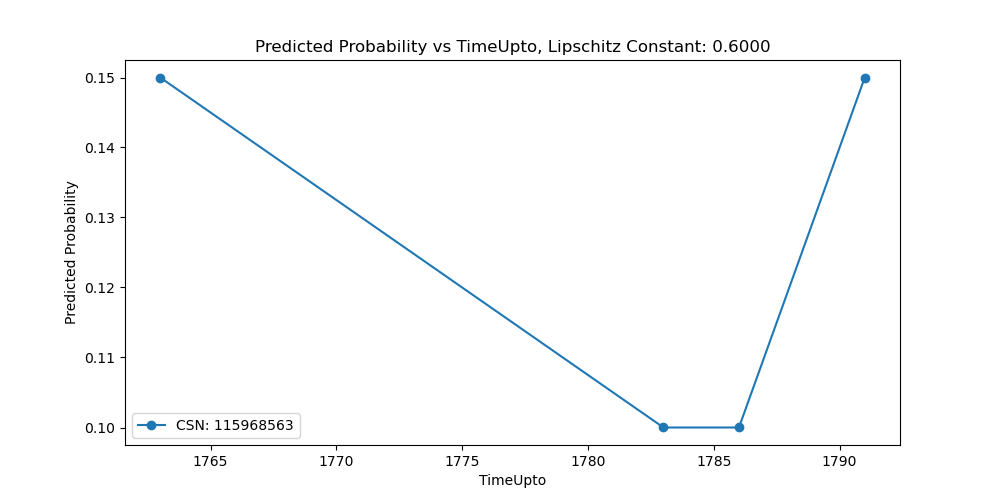 Predicted Probability vs TimeUpto, Lipschitz Constant: 0.6000
Predicted Probability
0.15
0.14
0.13
0.12
0.11
0.10
CSN: 115968563
1765 1770 1775 1780 1785 1790
TimeUpto